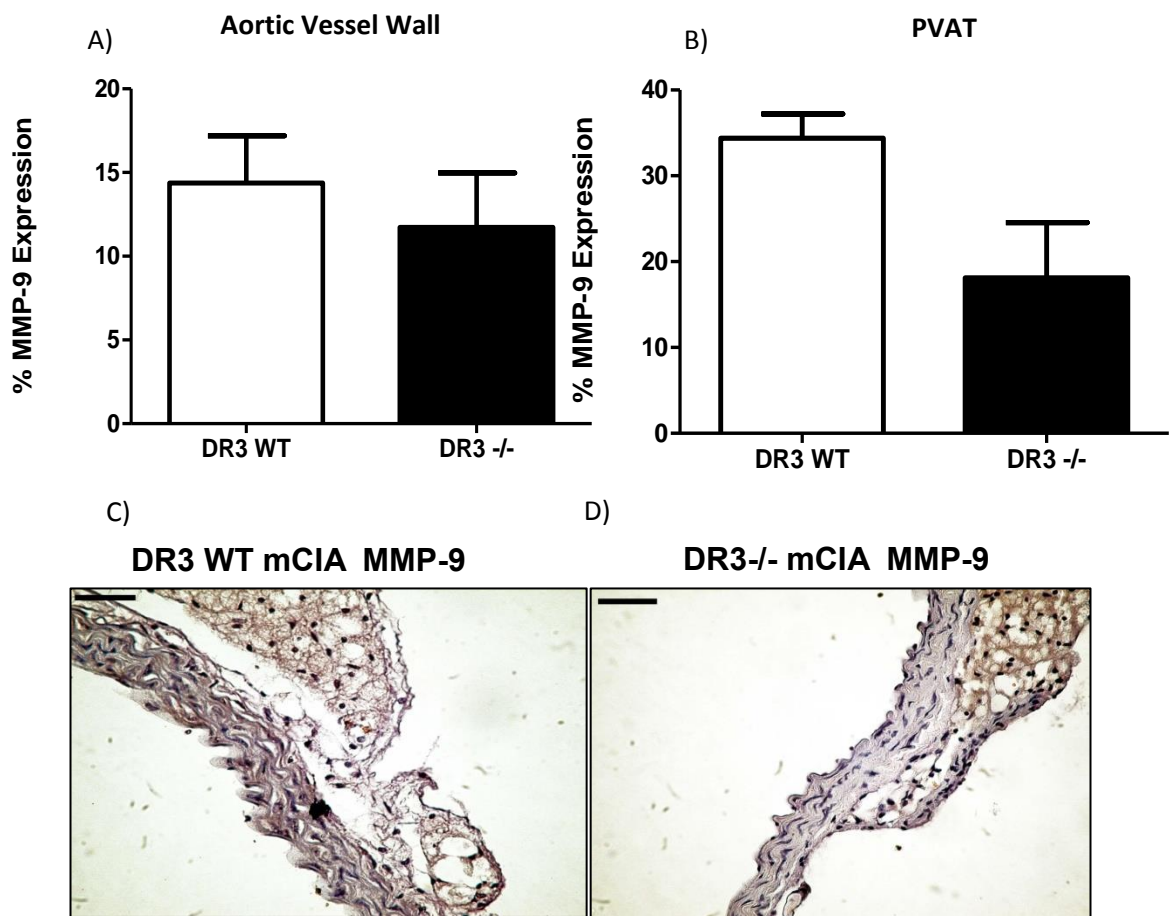 A)
Aortic Vessel Wall
% MMP-9 Expression
20
15
10
5
0
DR3 WT
DR3 -/-
B)
PVAT
% MMP-9 Expression
40
30
20
10
0
DR3 WT
DR3 -/-
C)
DR3 WT mCIA MMP-9
D)
DR3-/- mCIA MMP-9